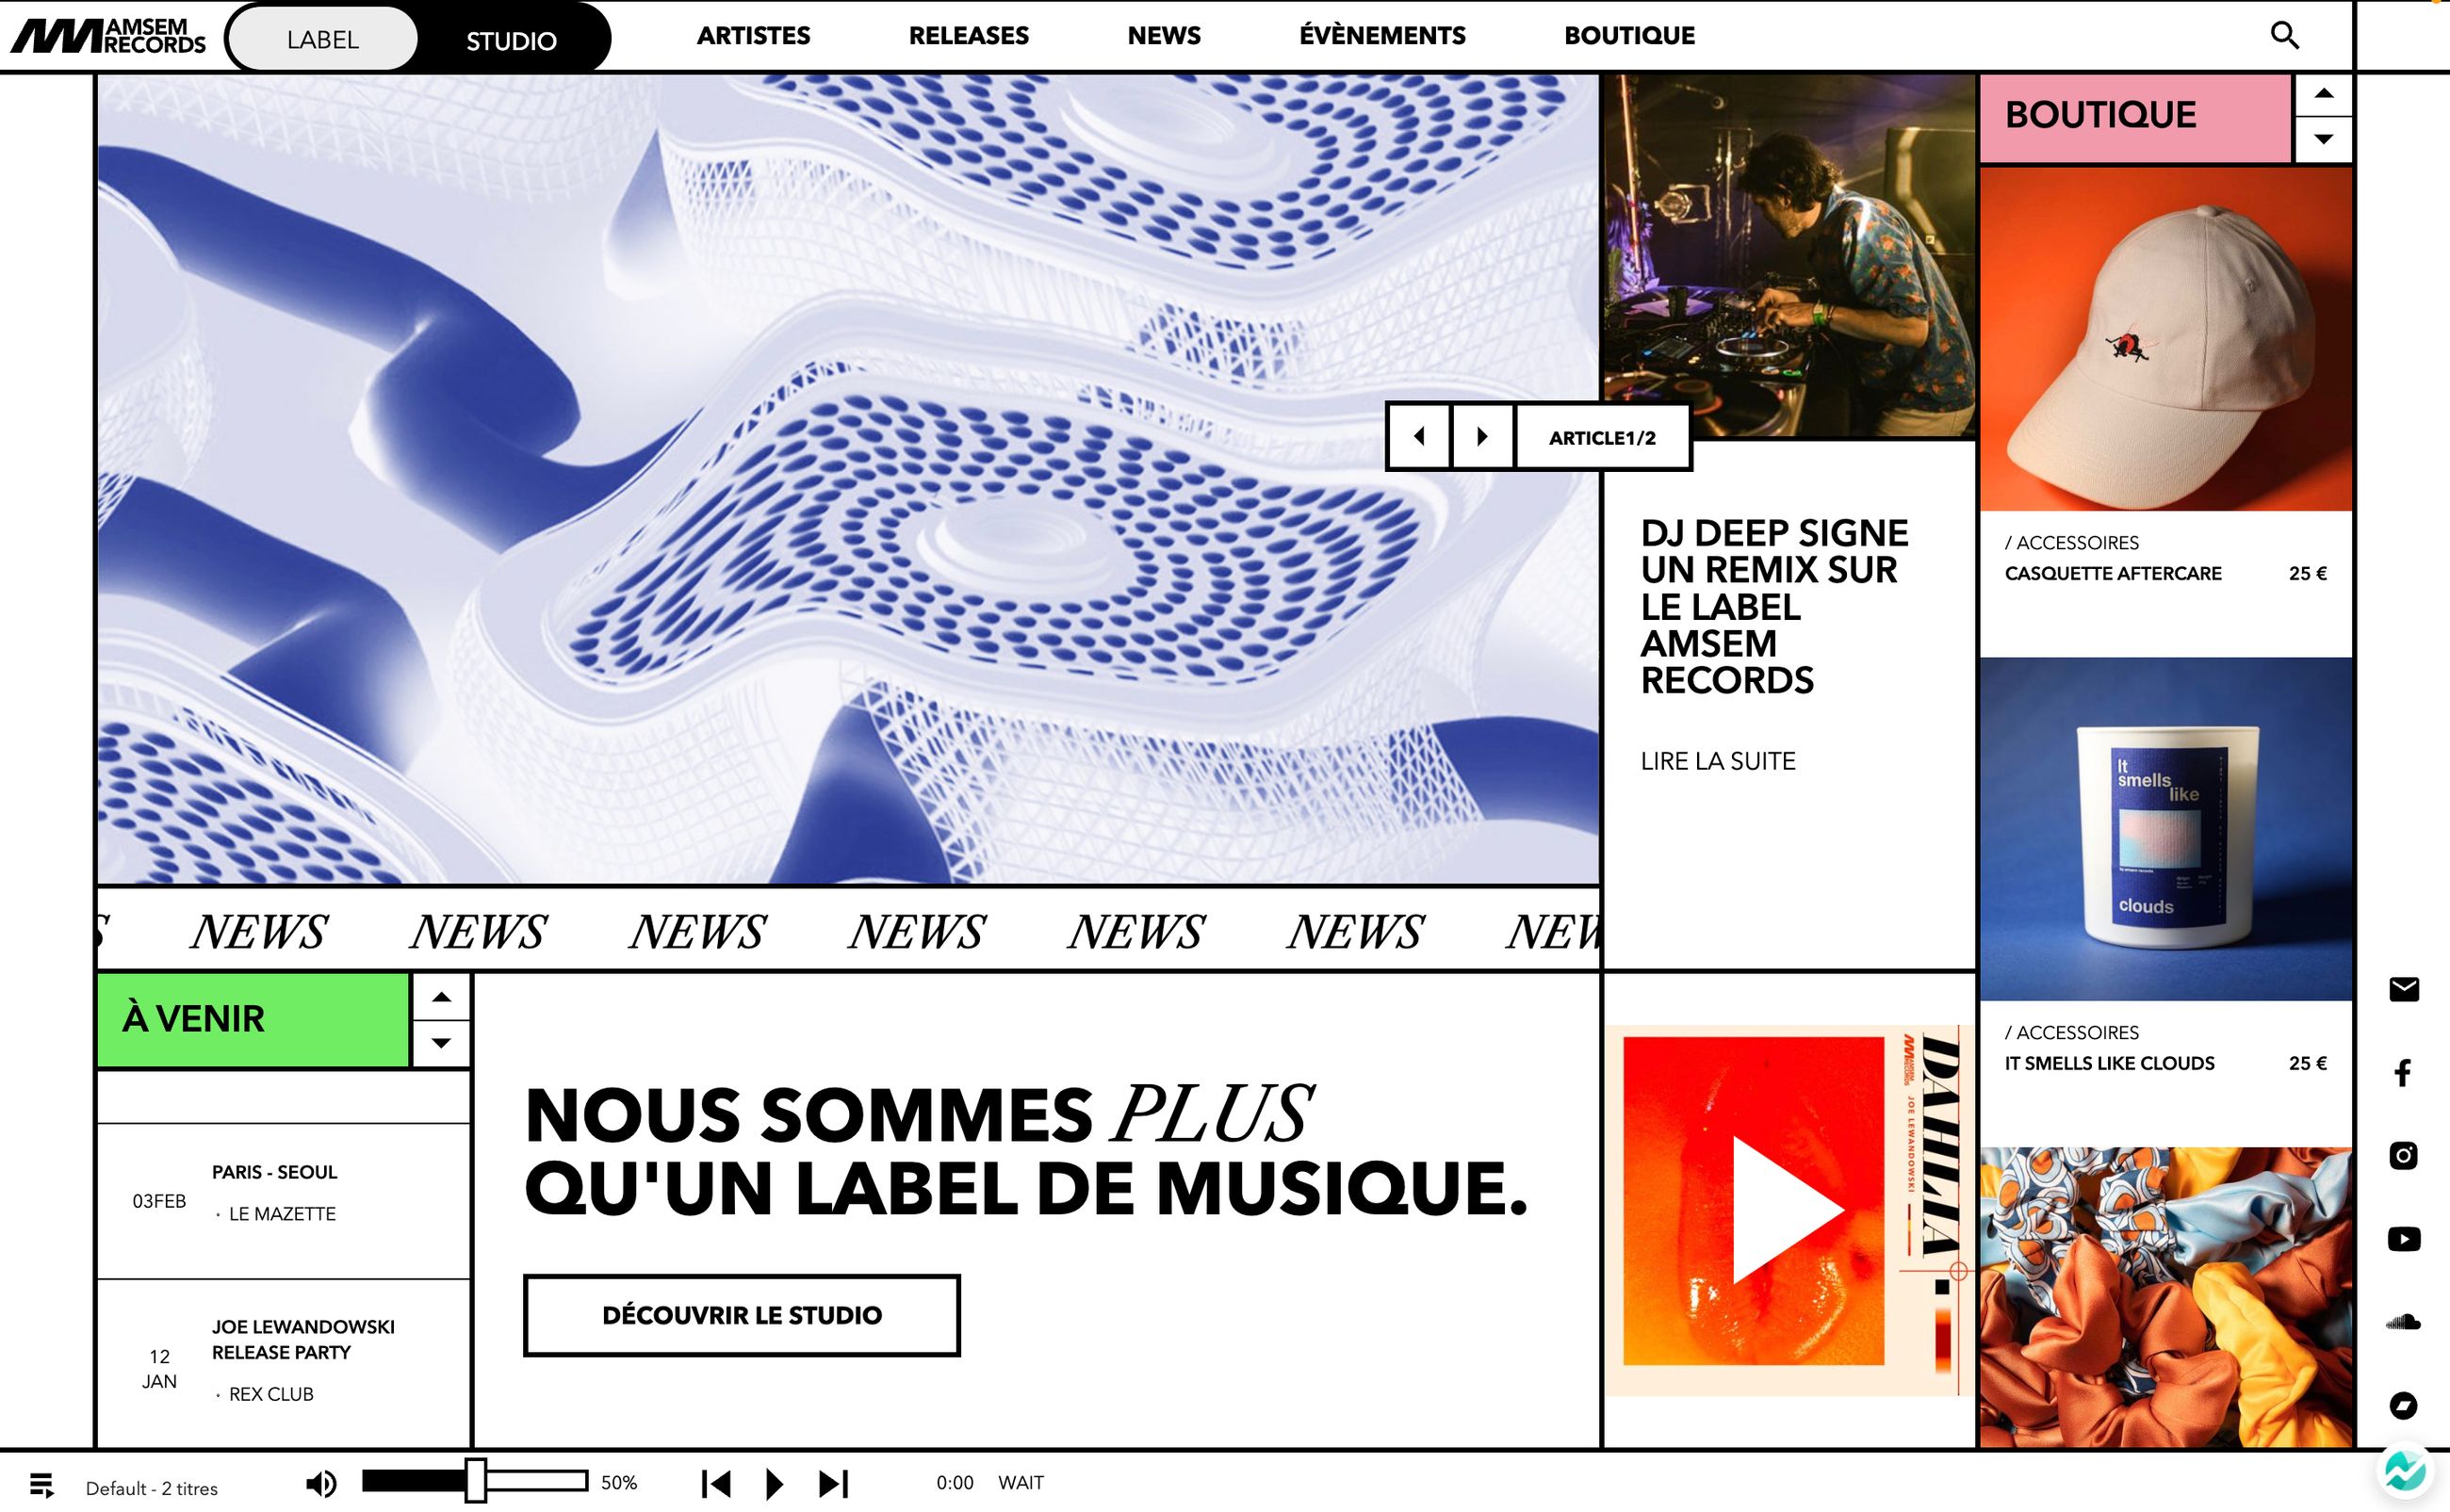 AMSEM
RECORDS
LABEL
STUDIO
ARTISTES
RELEASES
NEWS
ÉVÈNEMENTS
BOUTIQUE
ARTICLE1/2
DJ DEEP SIGNE
UN REMIX SUR
LE LABEL
AMSEM
RECORDS
LIRE LA SUITE
BOUTIQUE
/ ACCESSOIRES
CASQUETTE AFTERCARE 25 €
It
smells
like
clouds
/ ACCESSOIRES
IT SMELLS LIKE CLOUDS 25 €
S NEWS NEWS NEWS NEWS NEWS NEWS NEW
À VENIR
03FEB
PARIS - SEOUL
· LE MAZETTE
12
JAN
JOE LEWANDOWSKI
RELEASE PARTY
· REX CLUB
NOUS SOMMES PLUS
QU'UN LABEL DE MUSIQUE.
DÉCOUVRIR LE STUDIO
DAHLIA
AMSEM
RECORDS
JOE LEWANDOWSKI
Default - 2 titres
50%
0:00 WAIT